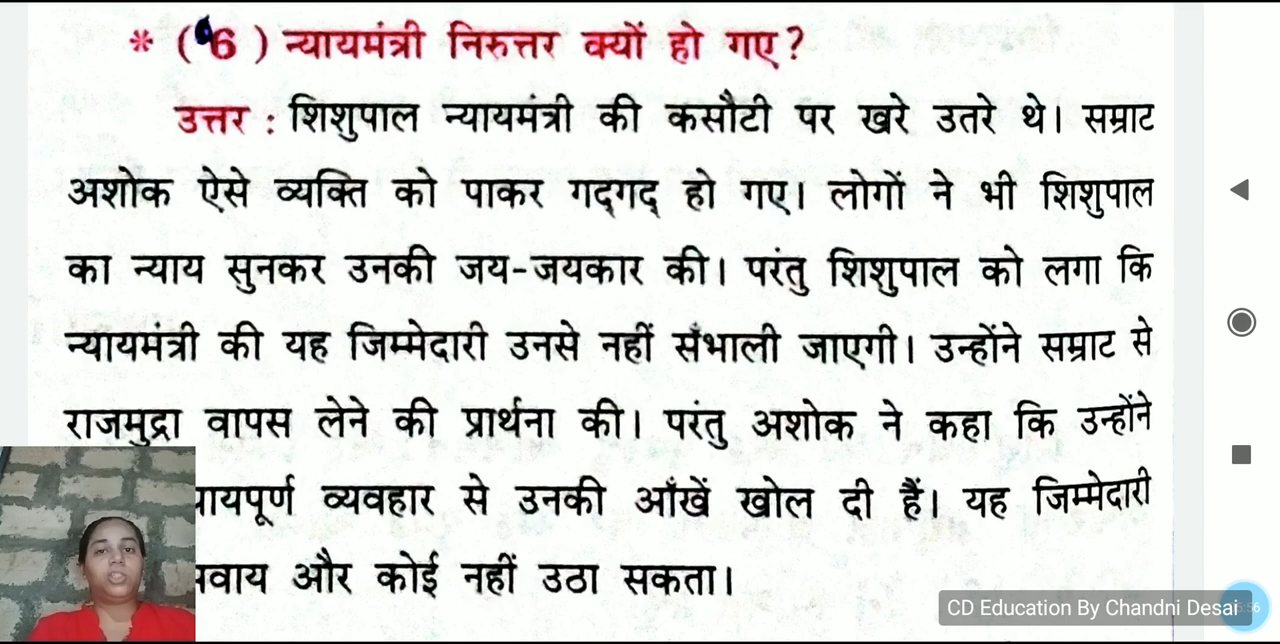 * (6) न्यायमंत्री निरुत्तर क्यों हो गए?
उत्तर : शिशुपाल न्यायमंत्री की कसौटी पर खरे उतरे थे। सम्राट
अशोक ऐसे व्यक्ति को पाकर गद्‌गद् हो गए। लोगों ने भी शिशुपाल
का न्याय सुनकर उनकी जय-जयकार की। परंतु शिशुपाल को लगा कि
न्यायमंत्री की यह जिम्मेदारी उनसे नहीं सँभाली जाएगी। उन्होंने सम्राट से
राजमुद्रा वापस लेने की प्रार्थना की। परंतु अशोक ने कहा कि उन्होंने
व्यवहार से उनकी आँखें खोल दी हैं। यह जिम्मेदारी
और कोई नहीं उठा सकता।
CD Education By Chandni Desai